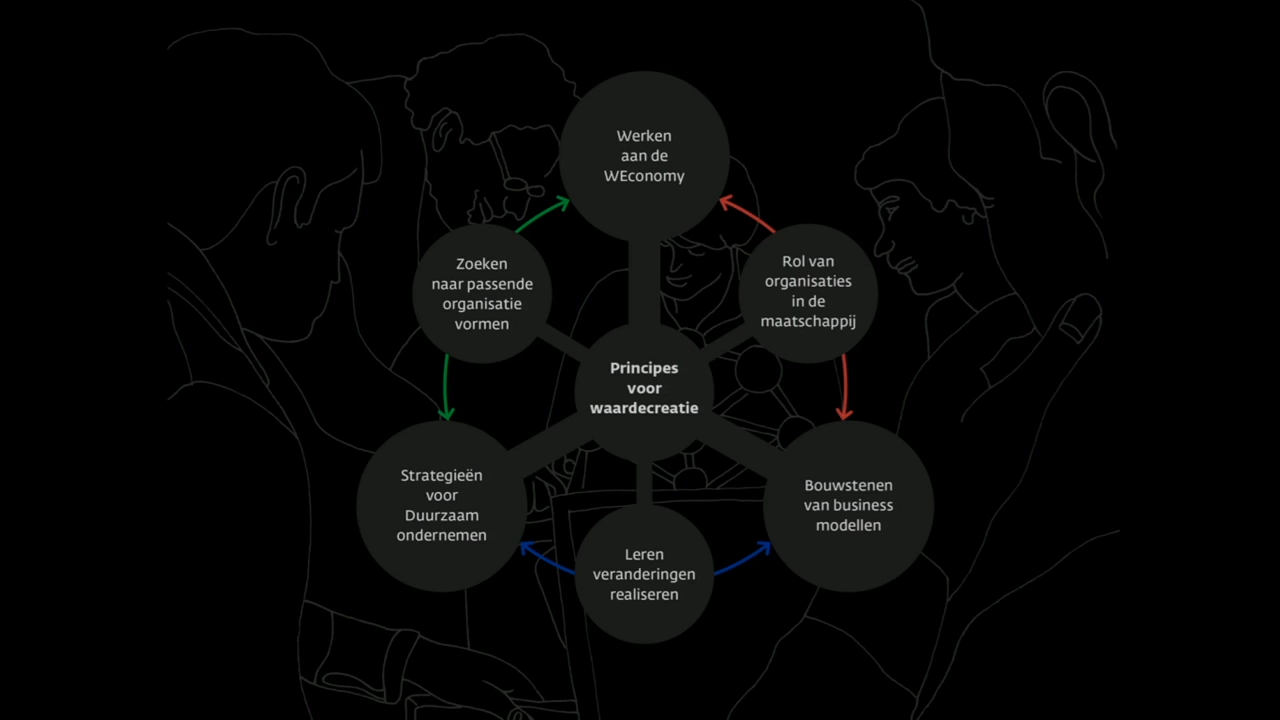 Werken
aan de
WEconomy
Zoeken
naar passende
organisatie
vormen
Rol van
organisaties
in de
maatschappij
Principes
voor
waardecreatie
Strategieën
voor
Duurzaam
ondernemen
Bouwstenen
van business
modellen
Leren
veranderingen
realiseren